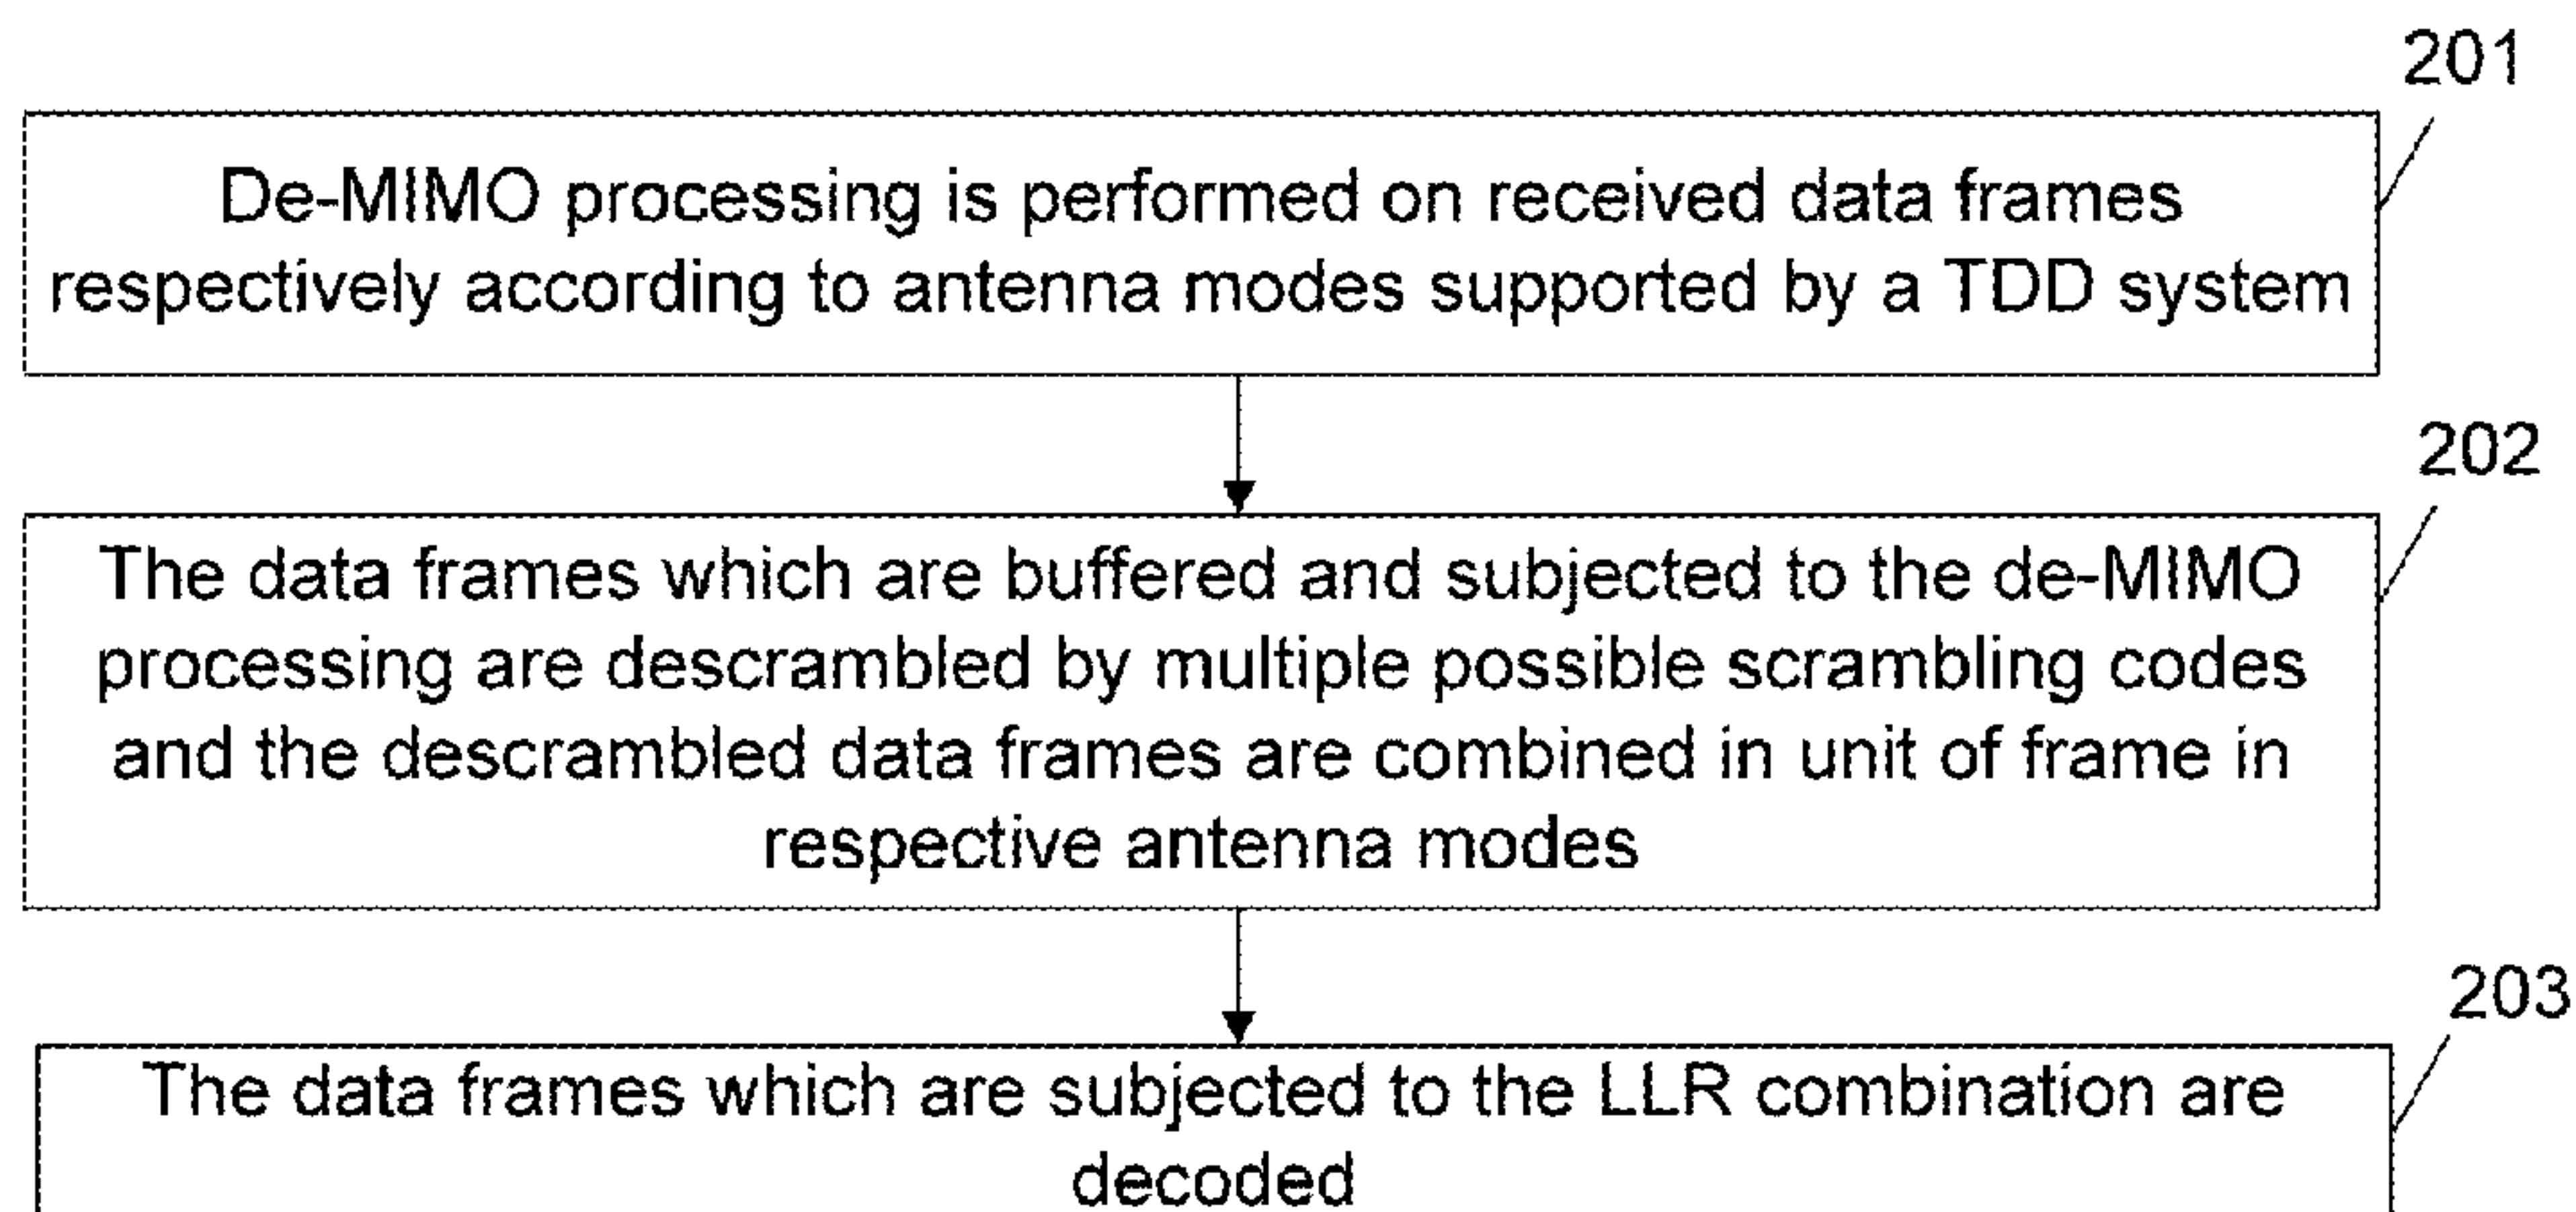 201
De-MIMO processing is performed on received data frames
respectively according to antenna modes supported by a TDD system
202
The data frames which are buffered and subjected to the de-MIMO
processing are descrambled by multiple possible scrambling codes
and the descrambled data frames are combined in unit of frame in
respective antenna modes
203
The data frames which are subjected to the LLR combination are
decoded